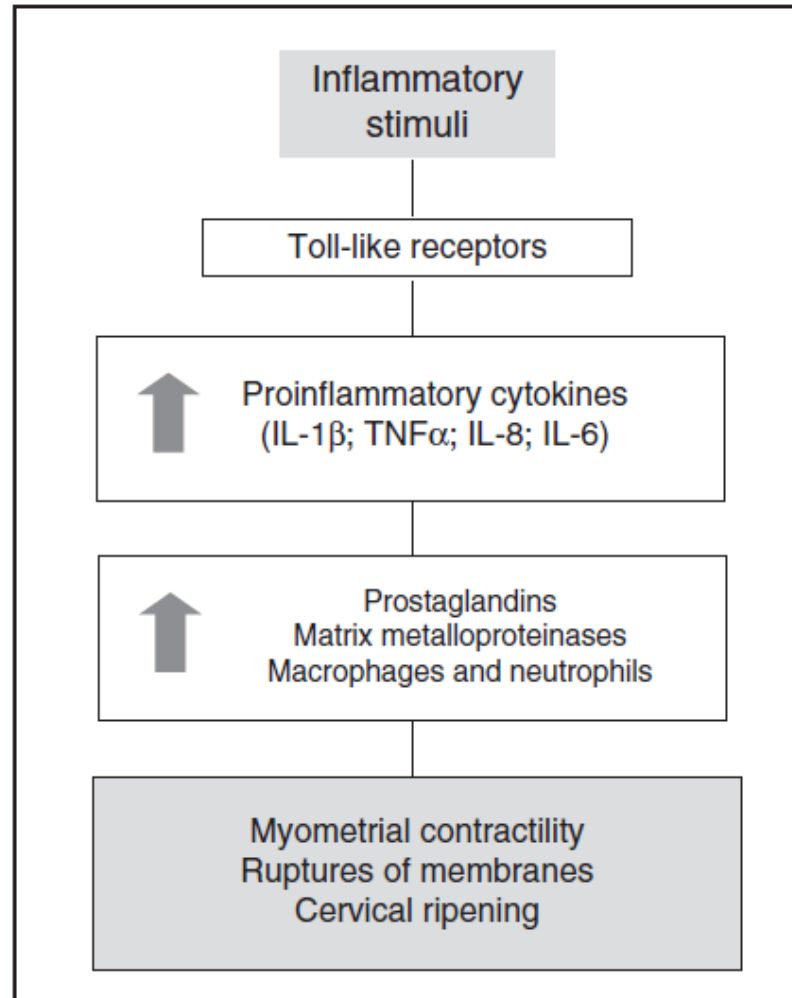 Inflammatory
stimuli
Toll-like receptors
Proinflammatory cytokines
(IL-1β; TNFα; IL-8; IL-6)
Prostaglandins
Matrix metalloproteinases
Macrophages and neutrophils
Myometrial contractility
Ruptures of membranes
Cervical ripening